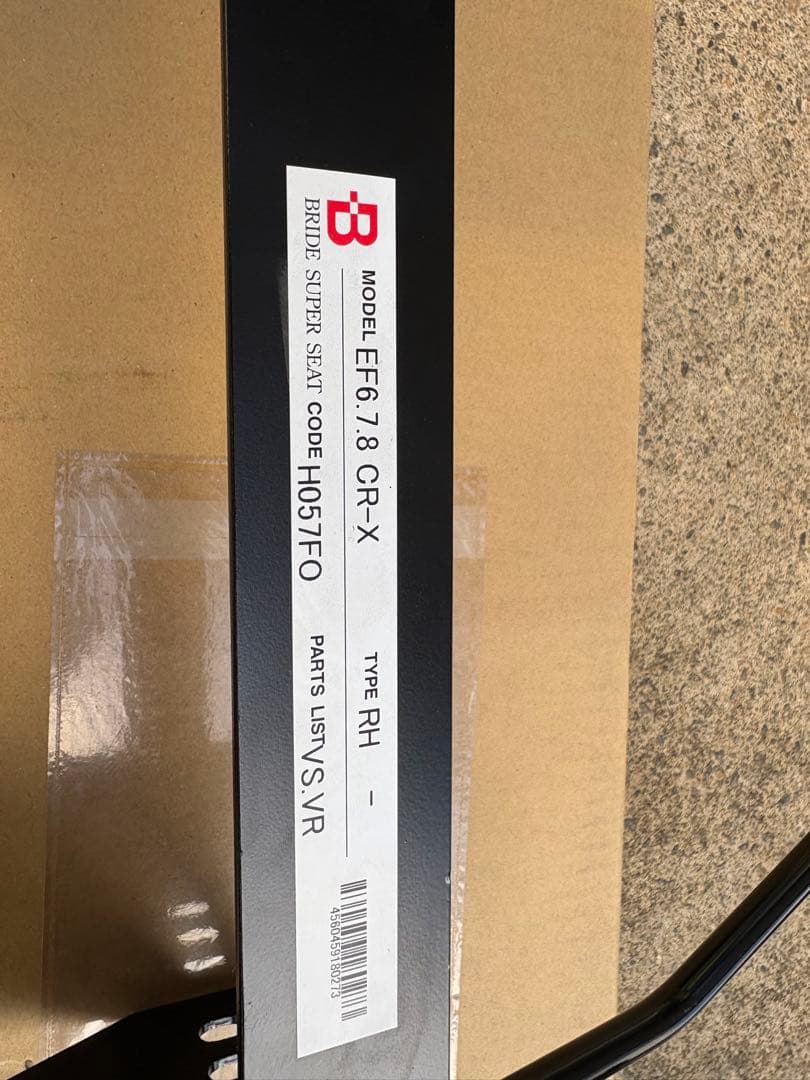 B
MODEL EF6.7.8 CR-X TYPE RH -
BRIDE SUPER SEAT CODE H057FO PARTS LIST VS.VR
4560459180273